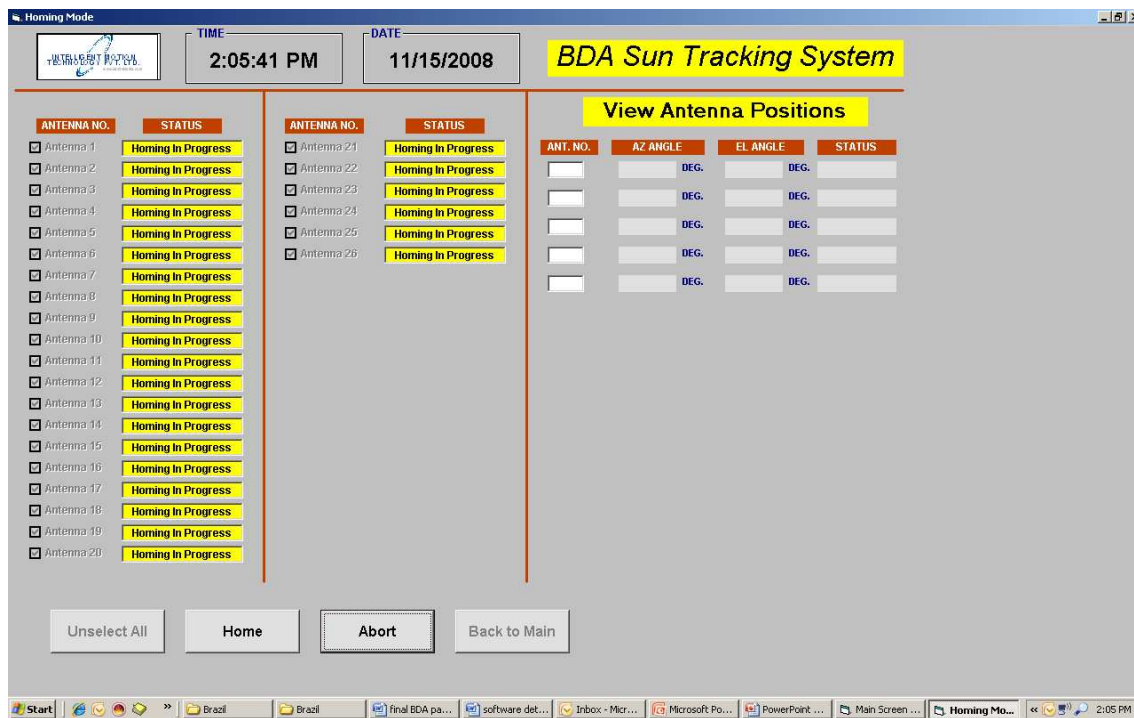 Homing Mode
INTELLIGENT MOTION
TECHNOLOGY PVT. LTD.
TIME
2:05:41 PM
DATE
11/15/2008
BDA Sun Tracking System
ANTENNA NO. STATUS
Antenna 1 Homing In Progress
Antenna 2 Homing In Progress
Antenna 3 Homing In Progress
Antenna 4 Homing In Progress
Antenna 5 Homing In Progress
Antenna 6 Homing In Progress
Antenna 7 Homing In Progress
Antenna 8 Homing In Progress
Antenna 9 Homing In Progress
Antenna 10 Homing In Progress
Antenna 11 Homing In Progress
Antenna 12 Homing In Progress
Antenna 13 Homing In Progress
Antenna 14 Homing In Progress
Antenna 15 Homing In Progress
Antenna 16 Homing In Progress
Antenna 17 Homing In Progress
Antenna 18 Homing In Progress
Antenna 19 Homing In Progress
Antenna 20 Homing In Progress
ANTENNA NO. STATUS
Antenna 21 Homing In Progress
Antenna 22 Homing In Progress
Antenna 23 Homing In Progress
Antenna 24 Homing In Progress
Antenna 25 Homing In Progress
Antenna 26 Homing In Progress
View Antenna Positions
ANT. NO. AZ ANGLE EL ANGLE STATUS
DEG. DEG.
DEG. DEG.
DEG. DEG.
DEG. DEG.
DEG. DEG.
Unselect All Home Abort Back to Main
Start » Brazil Brazil final BDA pa... software det... Inbox - Micr... Microsoft Po... PowerPoint ... Main Screen ... Homing Mo... « 2:05 PM